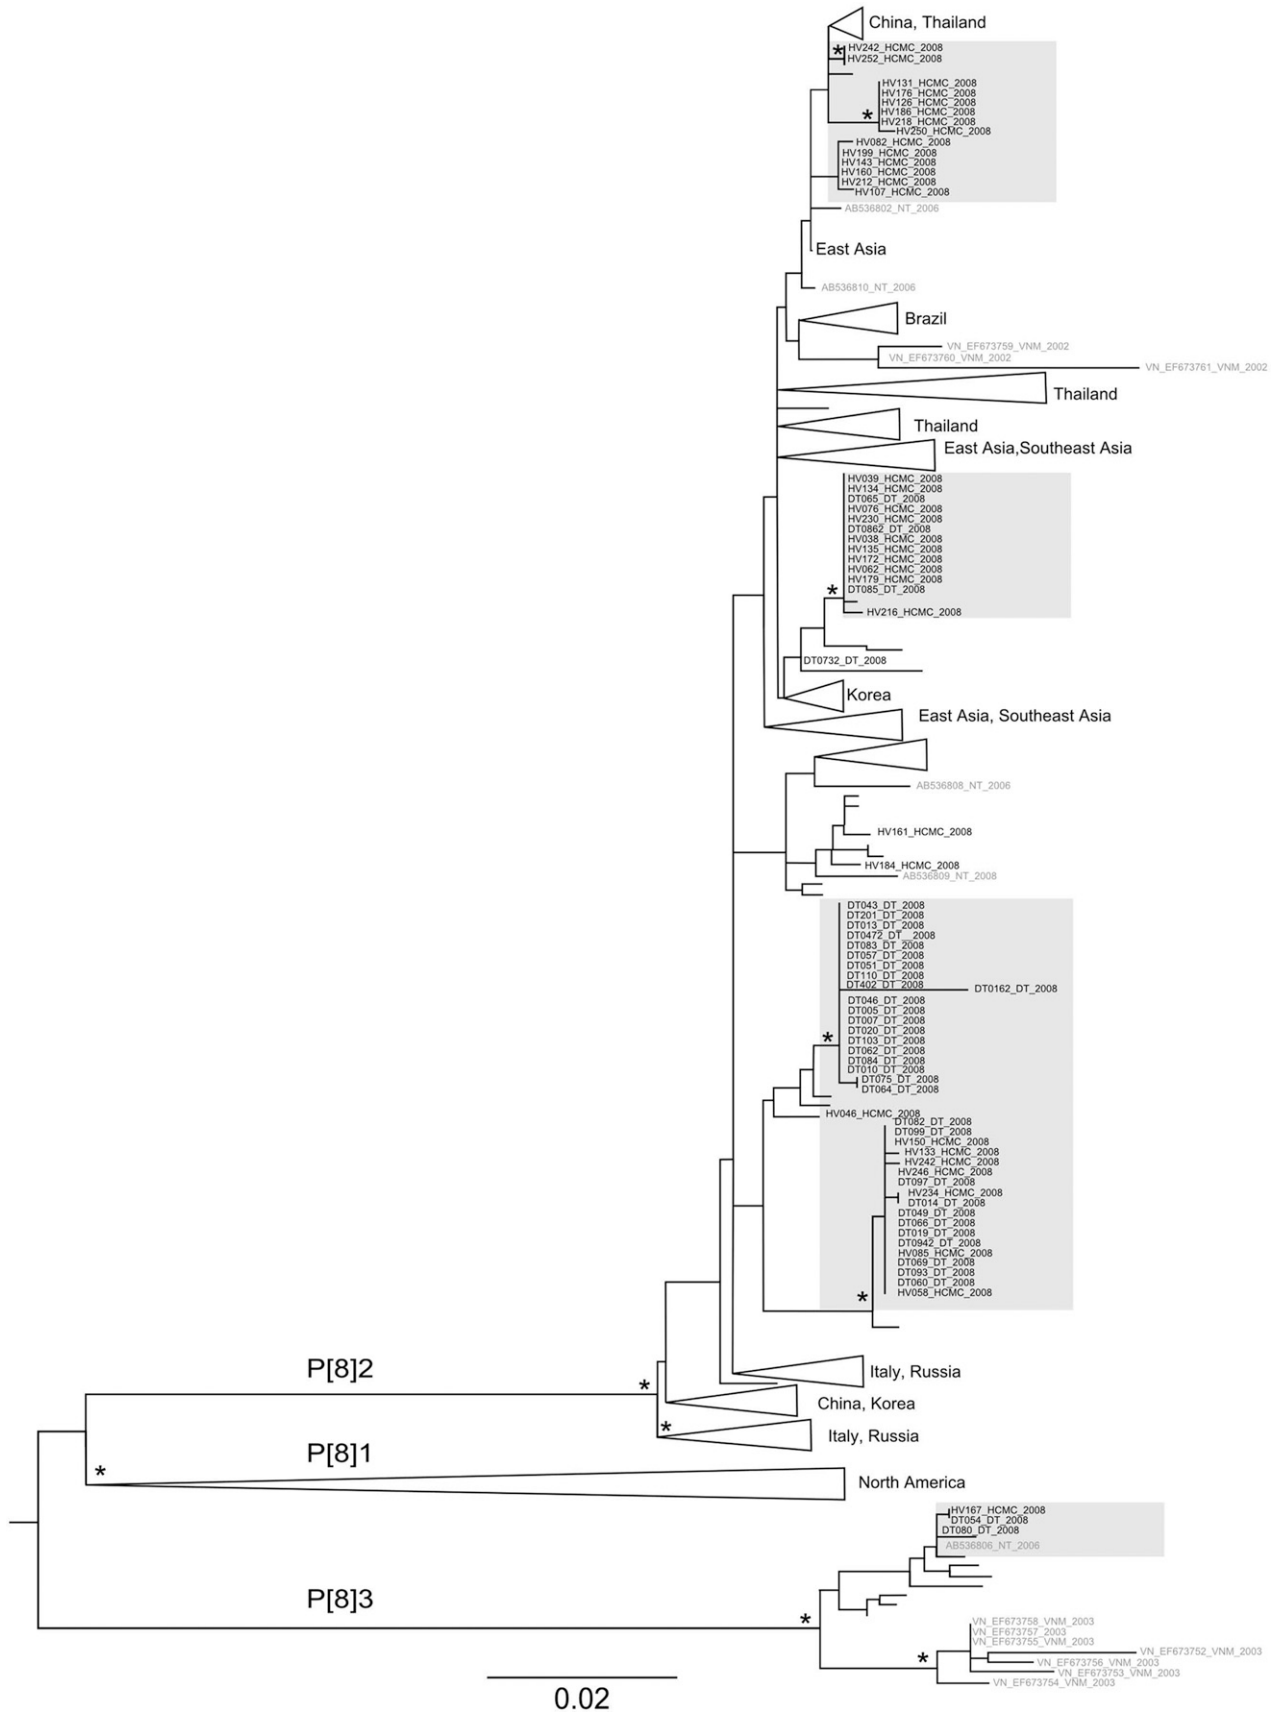 China, Thailand
*
HV242_HCMC_2008
HV252_HCMC_2008
HV131_HCMC_2008
HV176_HCMC_2008
HV126_HCMC_2008
HV186_HCMC_2008
*
HV218_HCMC_2008
HV250_HCMC_2008
HV082_HCMC_2008
HV199_HCMC_2008
HV143_HCMC_2008
HV160_HCMC_2008
HV212_HCMC_2008
HV107_HCMC_2008
AB536802_NT_2006
East Asia
AB536810_NT_2006
Brazil
VN_EF673759_VNM_2002
VN_EF673760_VNM_2002
VN_EF673761_VNM_2002
Thailand
Thailand
East Asia,Southeast Asia
HV039_HCMC_2008
HV134_HCMC_2008
DT065_DT_2008
HV076_HCMC_2008
HV230_HCMC_2008
DT0862_DT_2008
HV038_HCMC_2008
HV135_HCMC_2008
HV172_HCMC_2008
HV062_HCMC_2008
HV179_HCMC_2008
*
DT085_DT_2008
HV216_HCMC_2008
DT0732_DT_2008
Korea
East Asia, Southeast Asia
AB536808_NT_2006
HV161_HCMC_2008
HV184_HCMC_2008
AB536809_NT_2008
DT043_DT_2008
DT201_DT_2008
DT013_DT_2008
DT0472_DT__2008
DT083_DT_2008
DT057_DT_2008
DT051_DT_2008
DT110_DT_2008
DT402_DT_2008
DT0162_DT_2008
DT046_DT_2008
DT005_DT_2008
DT007_DT_2008
DT020_DT_2008
*
DT103_DT_2008
DT062_DT_2008
DT084_DT_2008
DT010_DT_2008
DT075_DT_2008
DT064_DT_2008
HV046_HCMC_2008
DT082_DT_2008
DT099_DT_2008
HV150_HCMC_2008
HV133_HCMC_2008
HV242_HCMC_2008
HV246_HCMC_2008
DT097_DT_2008
HV234_HCMC_2008
DT014_DT_2008
DT049_DT_2008
DT066_DT_2008
DT019_DT_2008
DT0942_DT_2008
HV085_HCMC_2008
DT069_DT_2008
DT093_DT_2008
DT060_DT_2008
HV058_HCMC_2008
*
P[8]2
Italy, Russia
*
China, Korea
*
Italy, Russia
P[8]1
*
North America
HV167_HCMC_2008
DT054_DT_2008
DT080_DT_2008
AB536806_NT_2006
P[8]3
*
VN_EF673758_VNM_2003
VN_EF673757_2003
VN_EF673755_VNM_2003
VN_EF673752_VNM_2003
*
VN_EF673756_VNM_2003
VN_EF673753_VNM_2003
VN_EF673754_VNM_2003
0.02